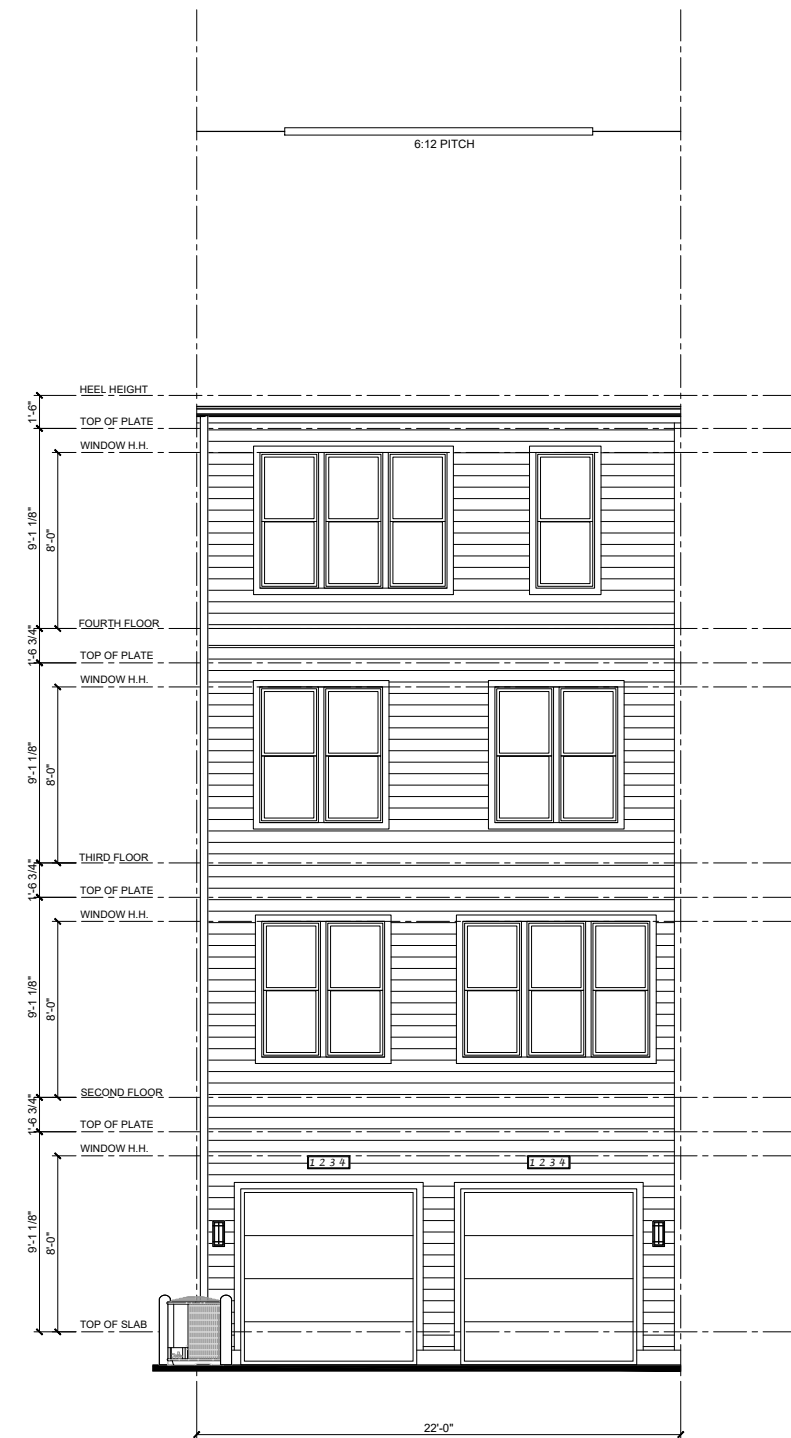 6:12 PITCH
HEEL HEIGHT
1'-6"
TOP OF PLATE
WINDOW H.H.
9'-1 1/8"
8'-0"
FOURTH FLOOR
1'-6 3/4"
TOP OF PLATE
WINDOW H.H.
9'-1 1/8"
8'-0"
THIRD FLOOR
1'-6 3/4"
TOP OF PLATE
WINDOW H.H.
9'-1 1/8"
8'-0"
SECOND FLOOR
1'-6 3/4"
TOP OF PLATE
WINDOW H.H.
1 2 3 4 1 2 3 4
9'-1 1/8"
8'-0"
TOP OF SLAB
22'-0"